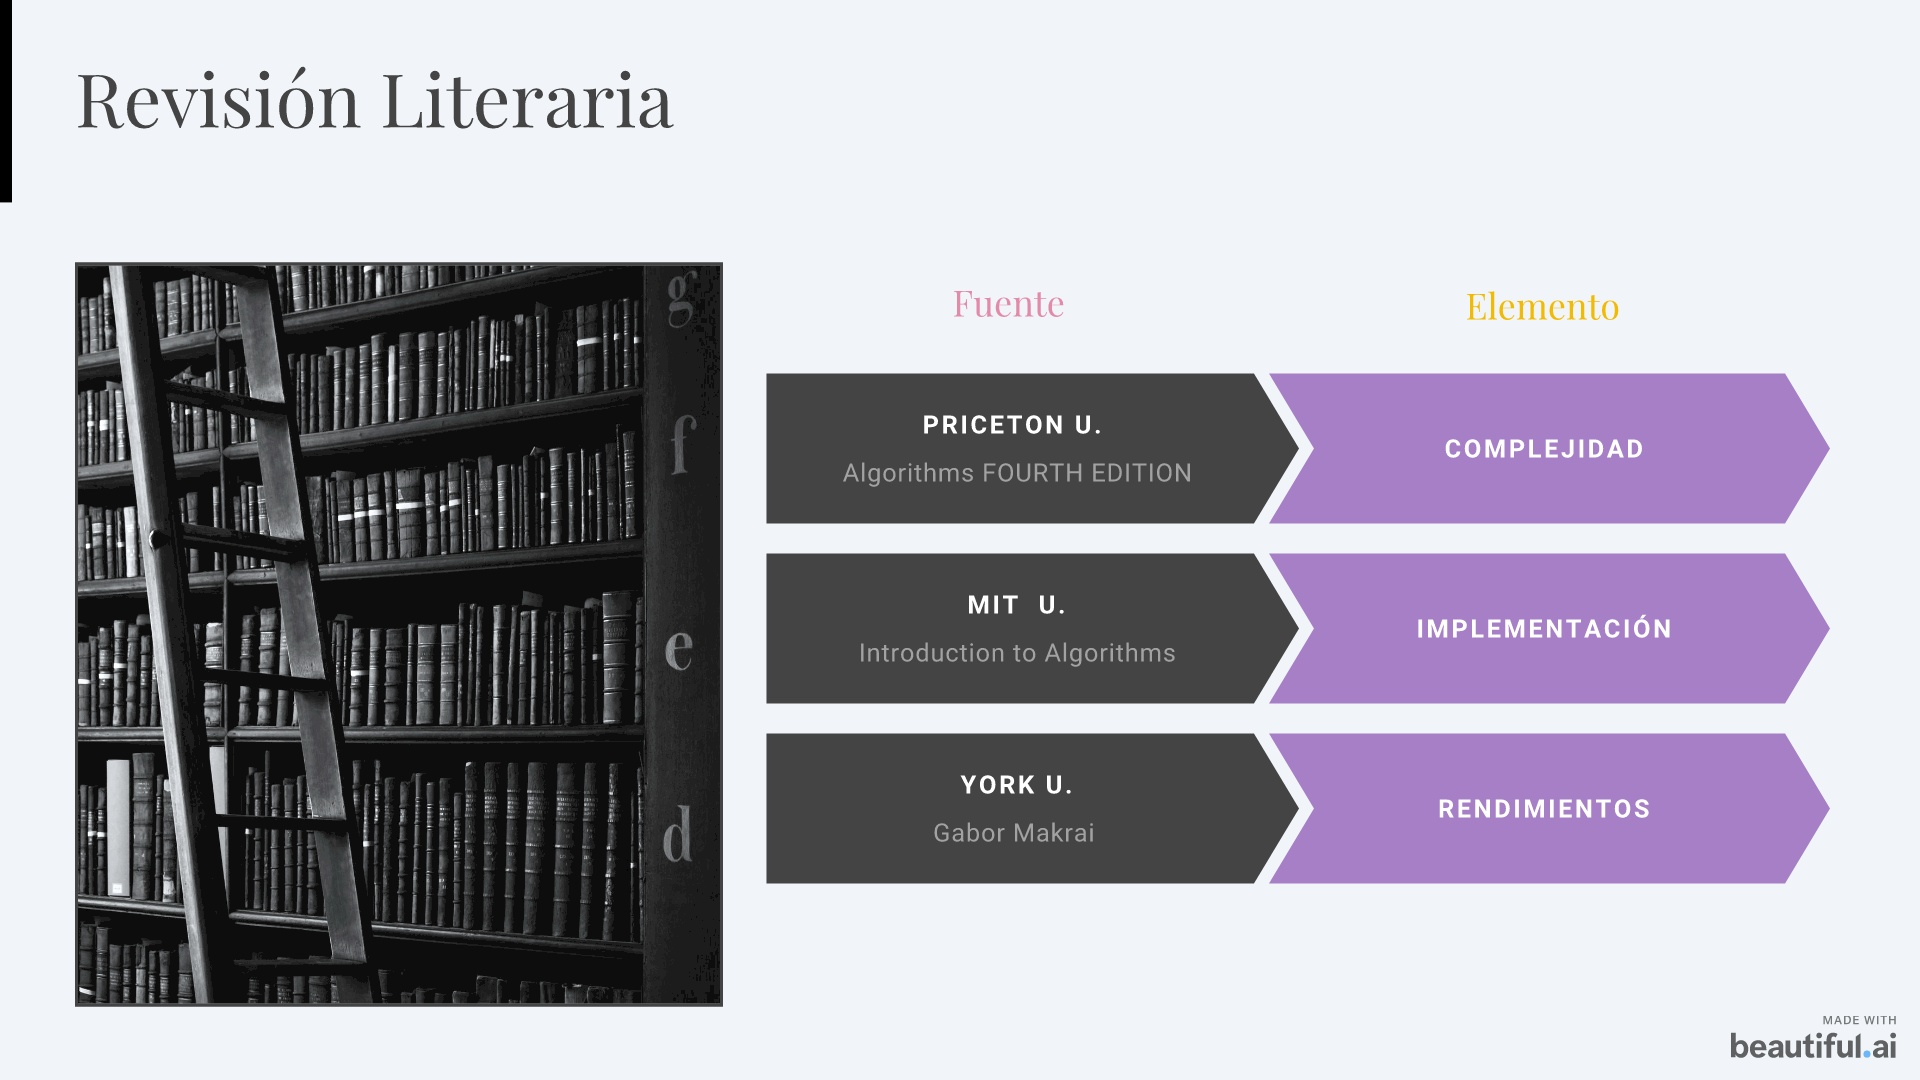 Revisión Literaria
g
f
e
d
Fuente
Elemento
PRICETON U.
Algorithms FOURTH EDITION
COMPLEJIDAD
MIT  U.
Introduction to Algorithms
IMPLEMENTACIÓN
YORK U.
Gabor Makrai
RENDIMIENTOS
MADE WITH
beautiful.ai